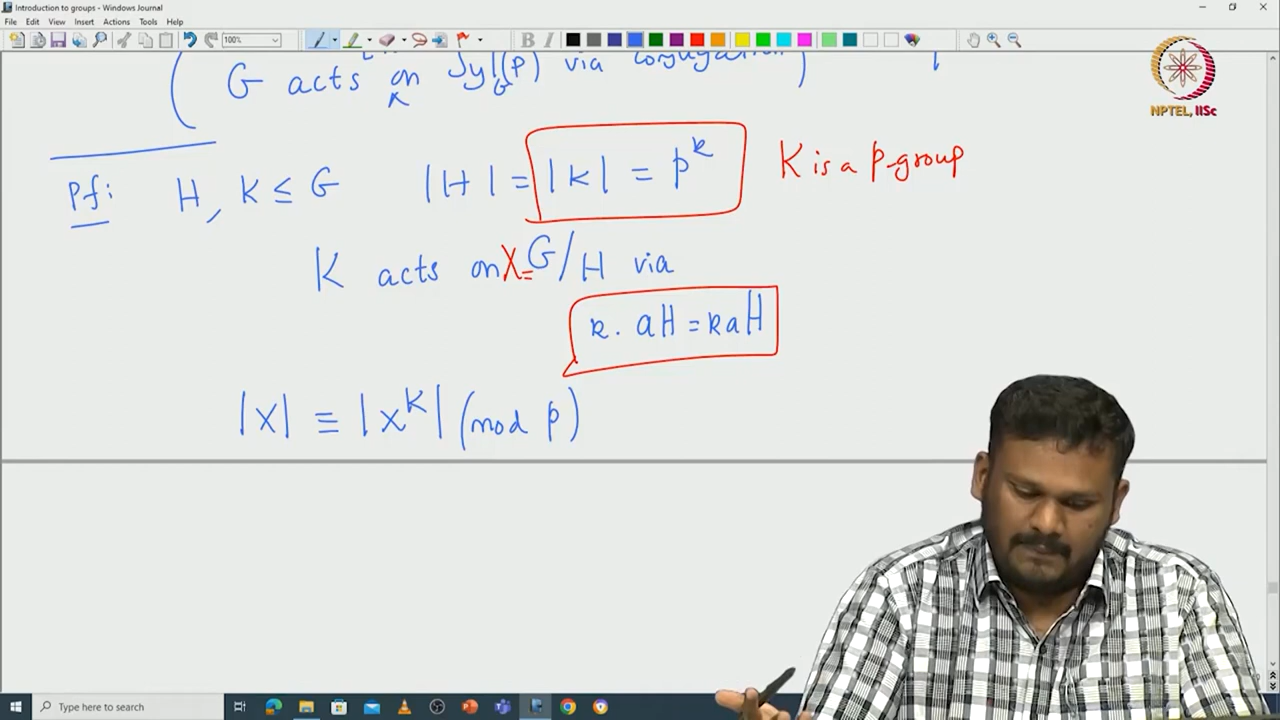 Introduction to groups - Windows Journal
File Edit View Insert Actions Tools Help
100%
B I
NPTEL, IISc
G acts on Syl_G(p) via conjugation)
K
Pf: H, K ≤ G |H| = |K| = p^k K is a p-group
K acts on X=G/H via
k. aH = kaH
|X| ≡ |X^K| (mod p)
Type here to search